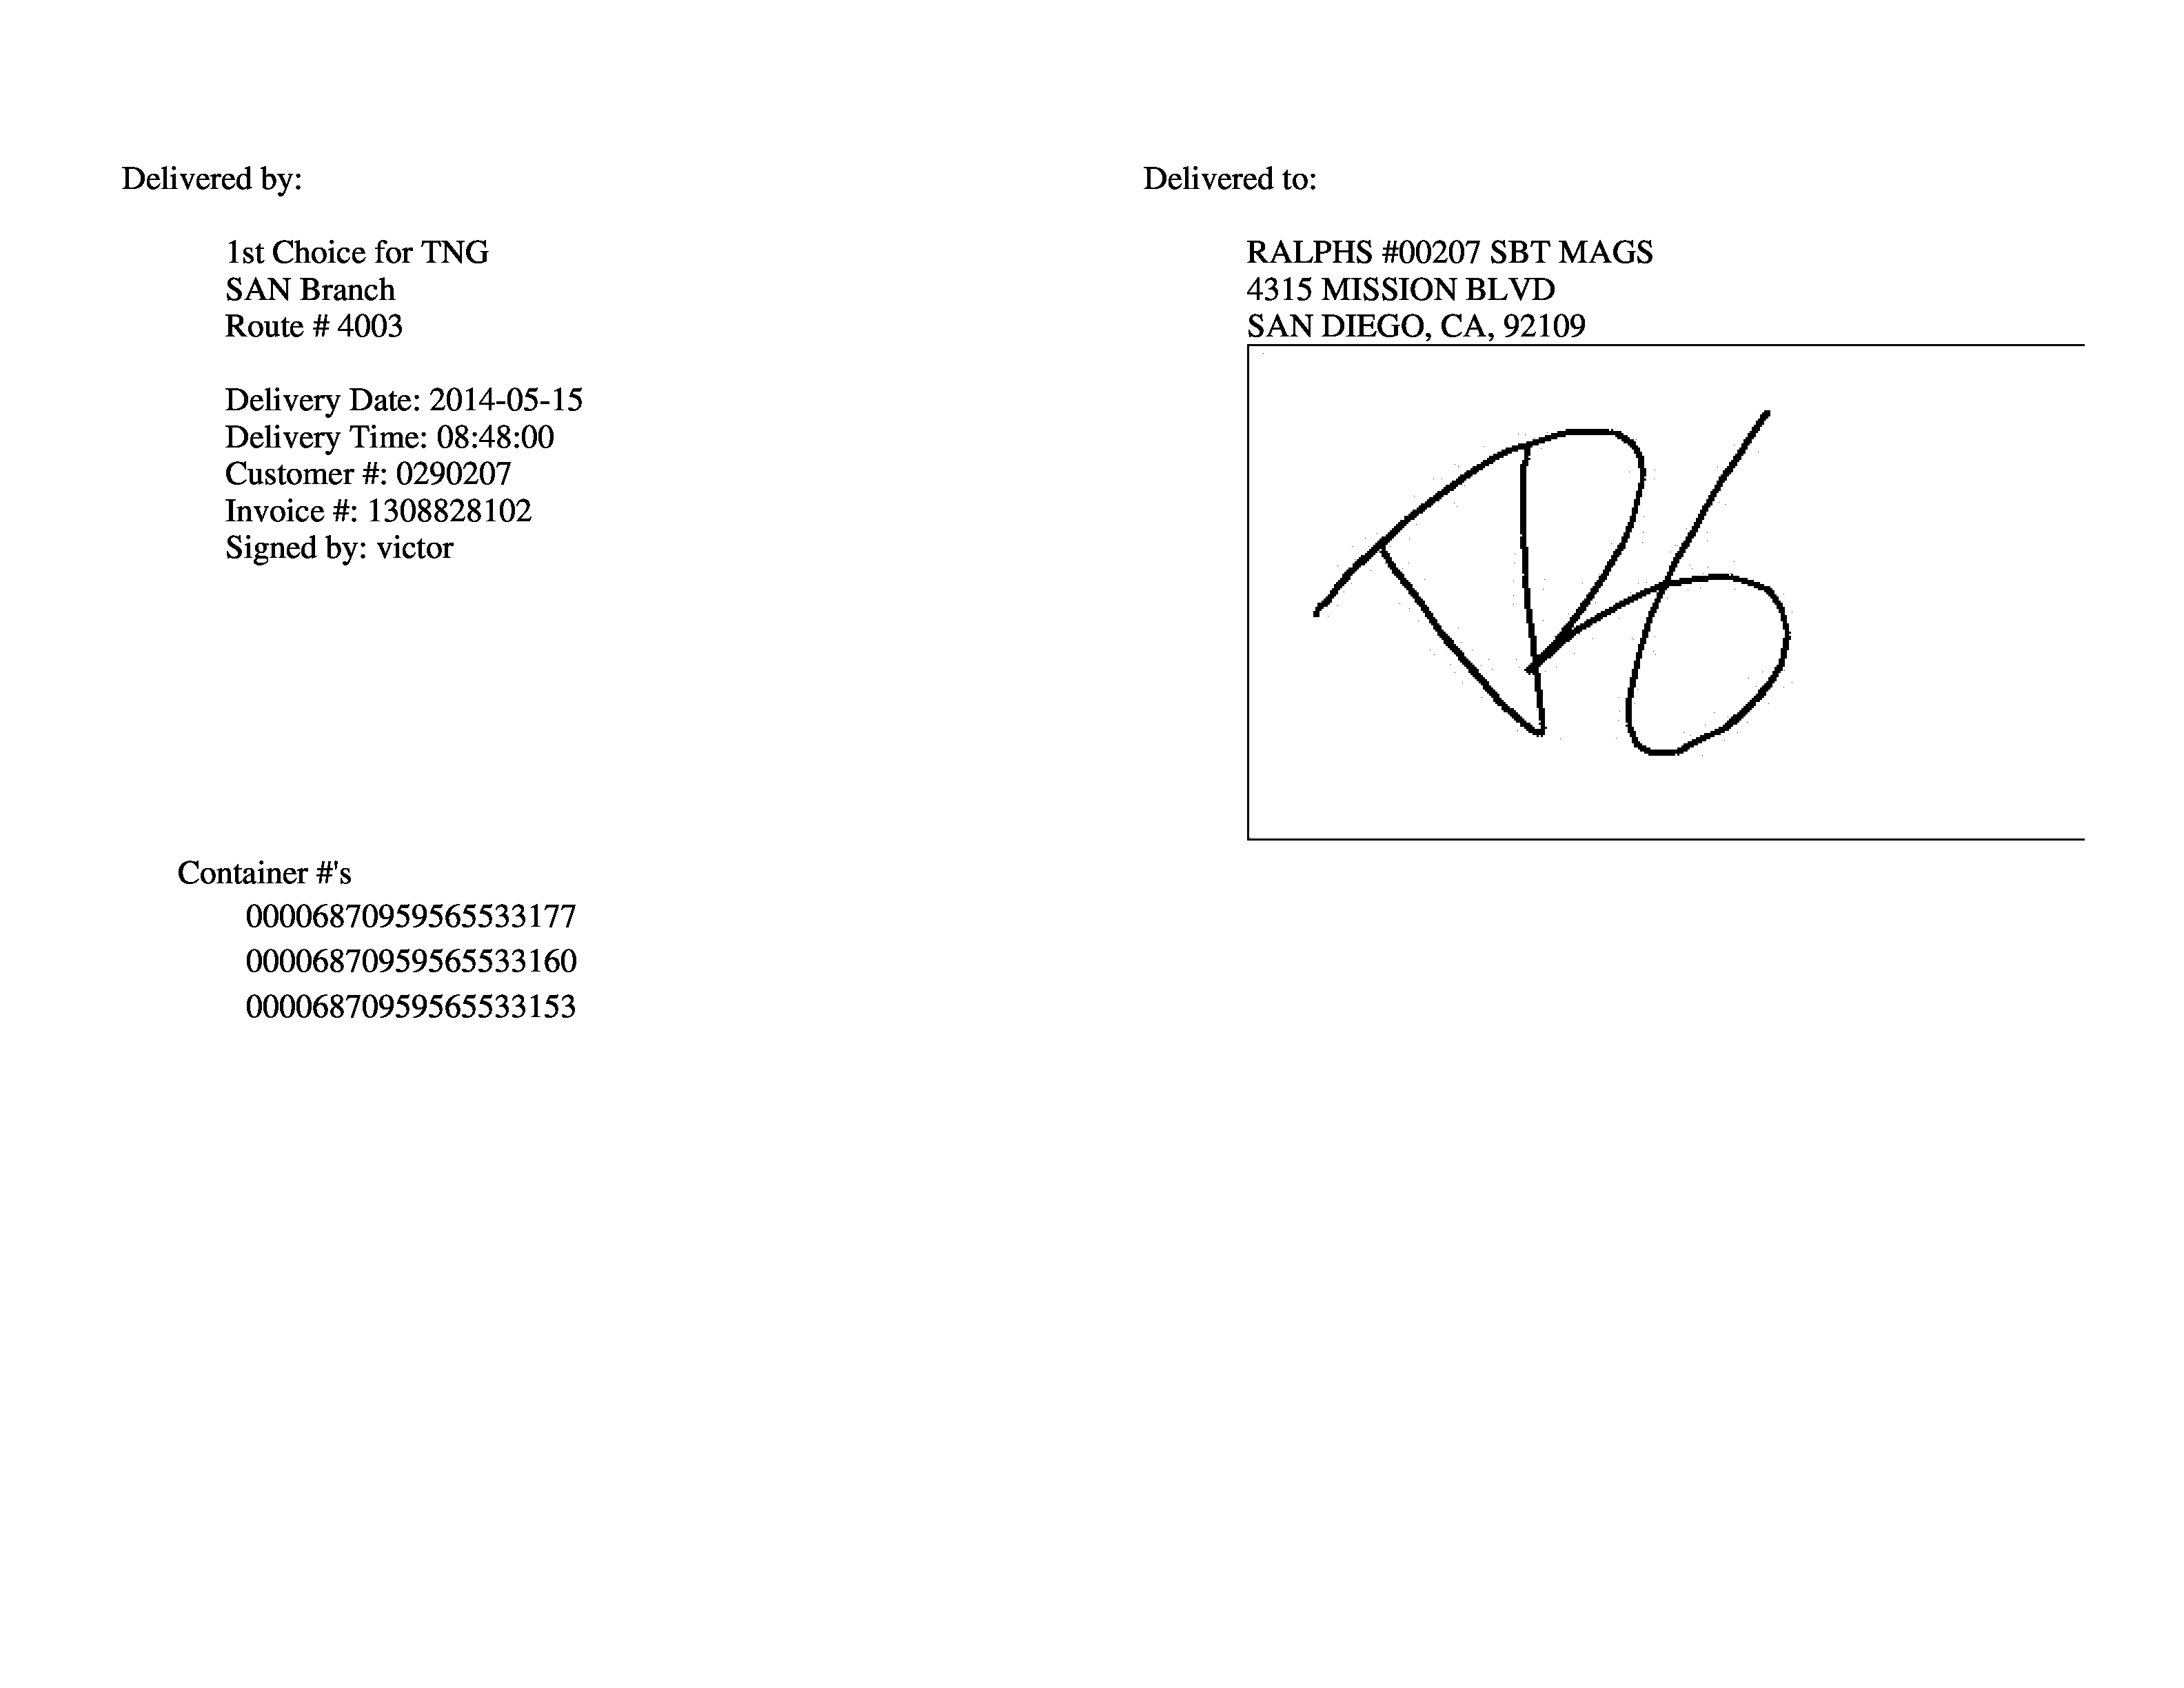 Delivered by:
1st Choice for TNG
SAN Branch
Route # 4003
Delivery Date: 2014-05-15
Delivery Time: 08:48:00
Customer #: 0290207
Invoice #: 1308828102
Signed by: victor
Delivered to:
RALPHS #00207 SBT MAGS
4315 MISSION BLVD
SAN DIEGO, CA, 92109
Container #'s
00006870959565533177
00006870959565533160
00006870959565533153